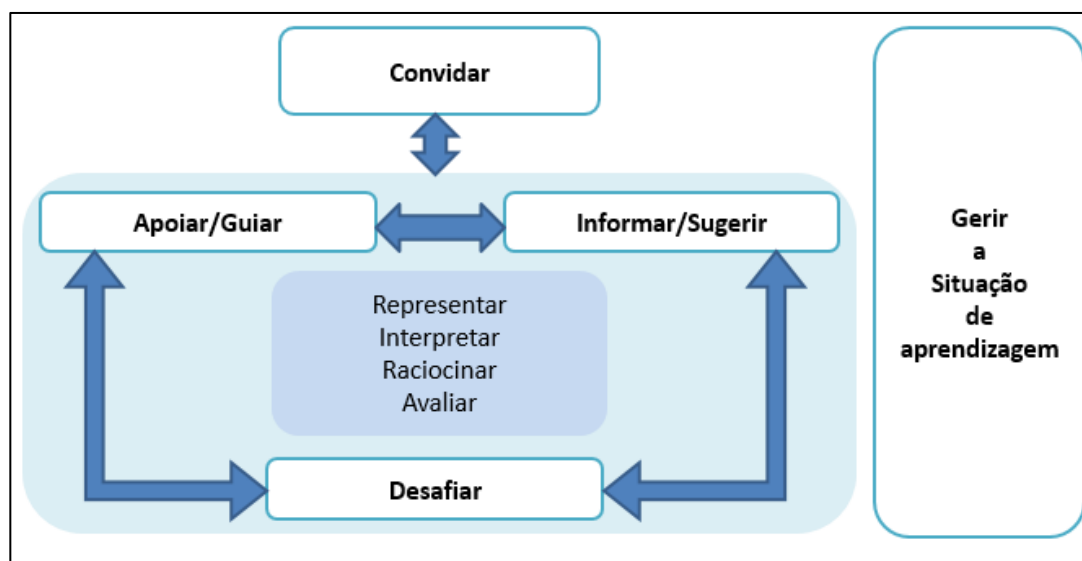 Convidar
Apoiar/Guiar
Informar/Sugerir
Representar
Interpretar
Raciocinar
Avaliar
Desafiar
Gerir
a
Situação
de
aprendizagem